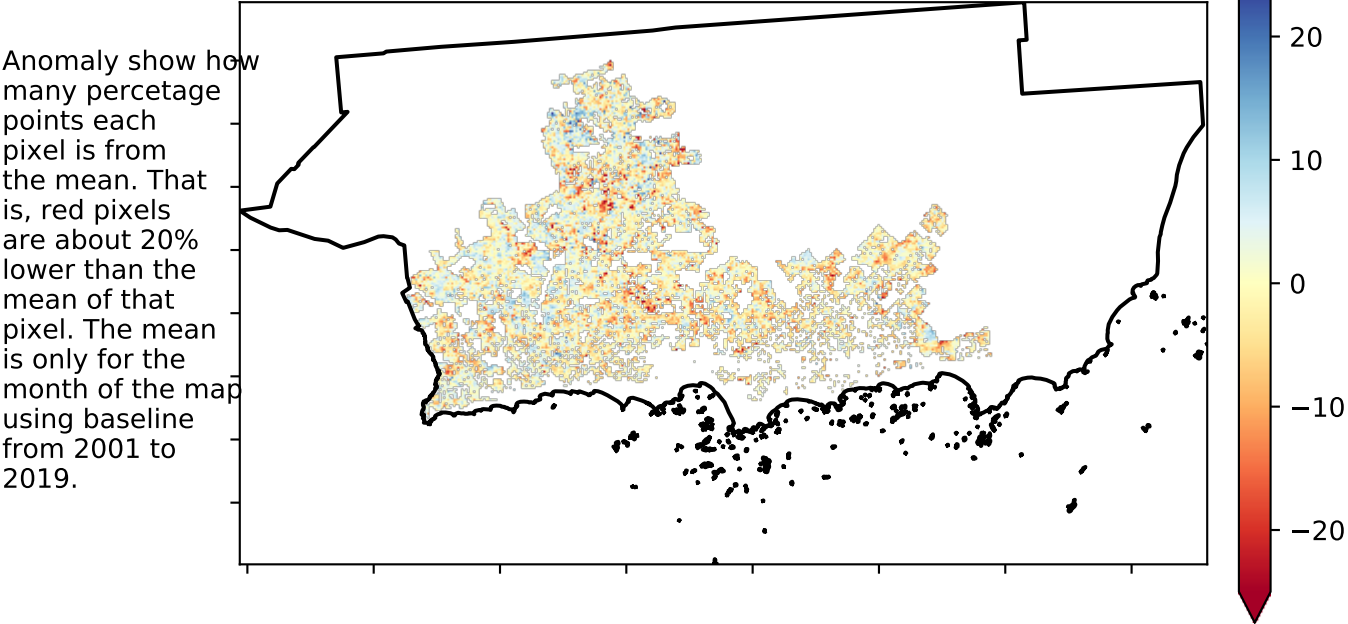 Anomaly show how
many percetage
points each
pixel is from
the mean. That
is, red pixels
are about 20%
lower than the
mean of that
pixel. The mean
is only for the
month of the map
using baseline
from 2001 to
2019.
20
10
0
−10
−20